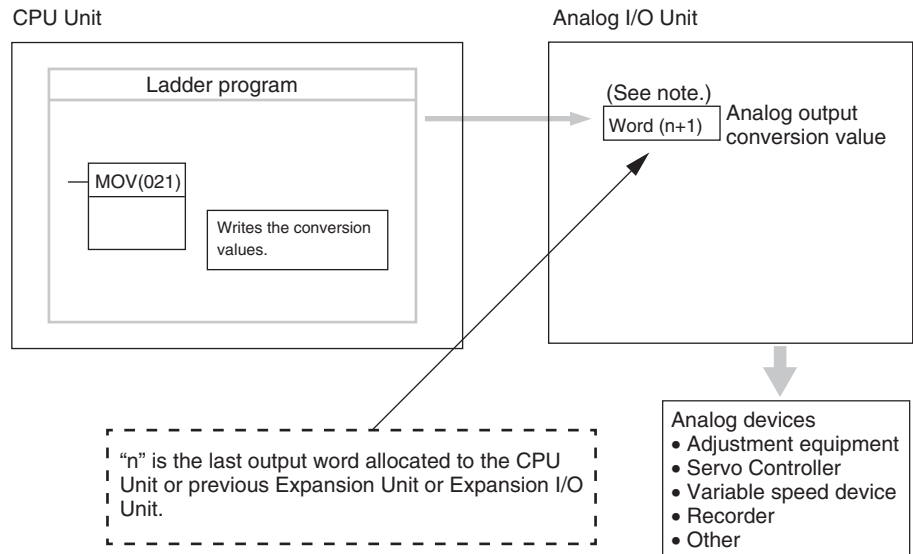 CPU Unit
Analog I/O Unit
Ladder program
(See note.)
Word (n+1)
Analog output
conversion value
MOV(021)
Writes the conversion
values.
"n" is the last output word allocated to the CPU
Unit or previous Expansion Unit or Expansion I/O
Unit.
Analog devices
• Adjustment equipment
• Servo Controller
• Variable speed device
• Recorder
• Other